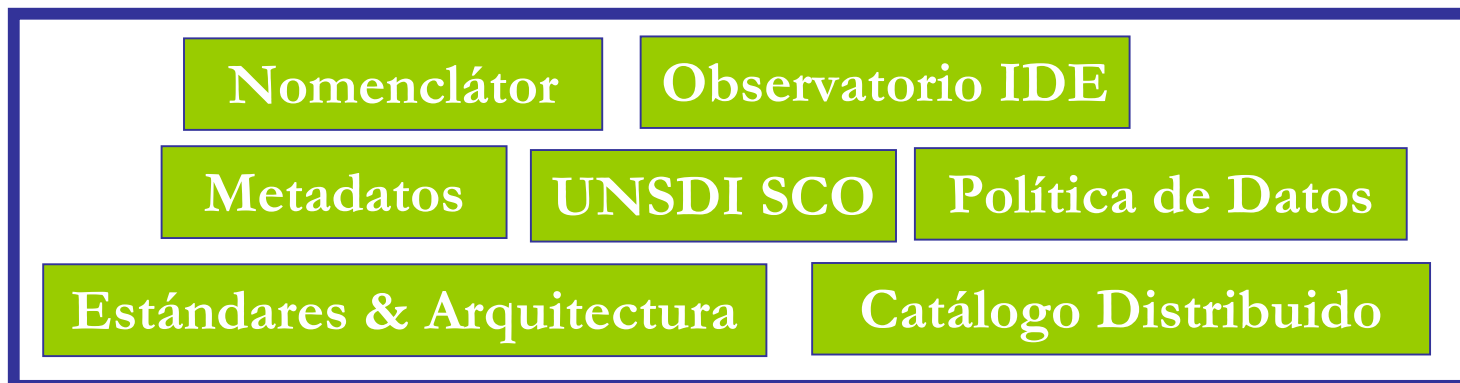 Nomenclátor
Observatorio IDE
Metadatos
UNSDI SCO
Política de Datos
Estándares & Arquitectura
Catálogo Distribuido